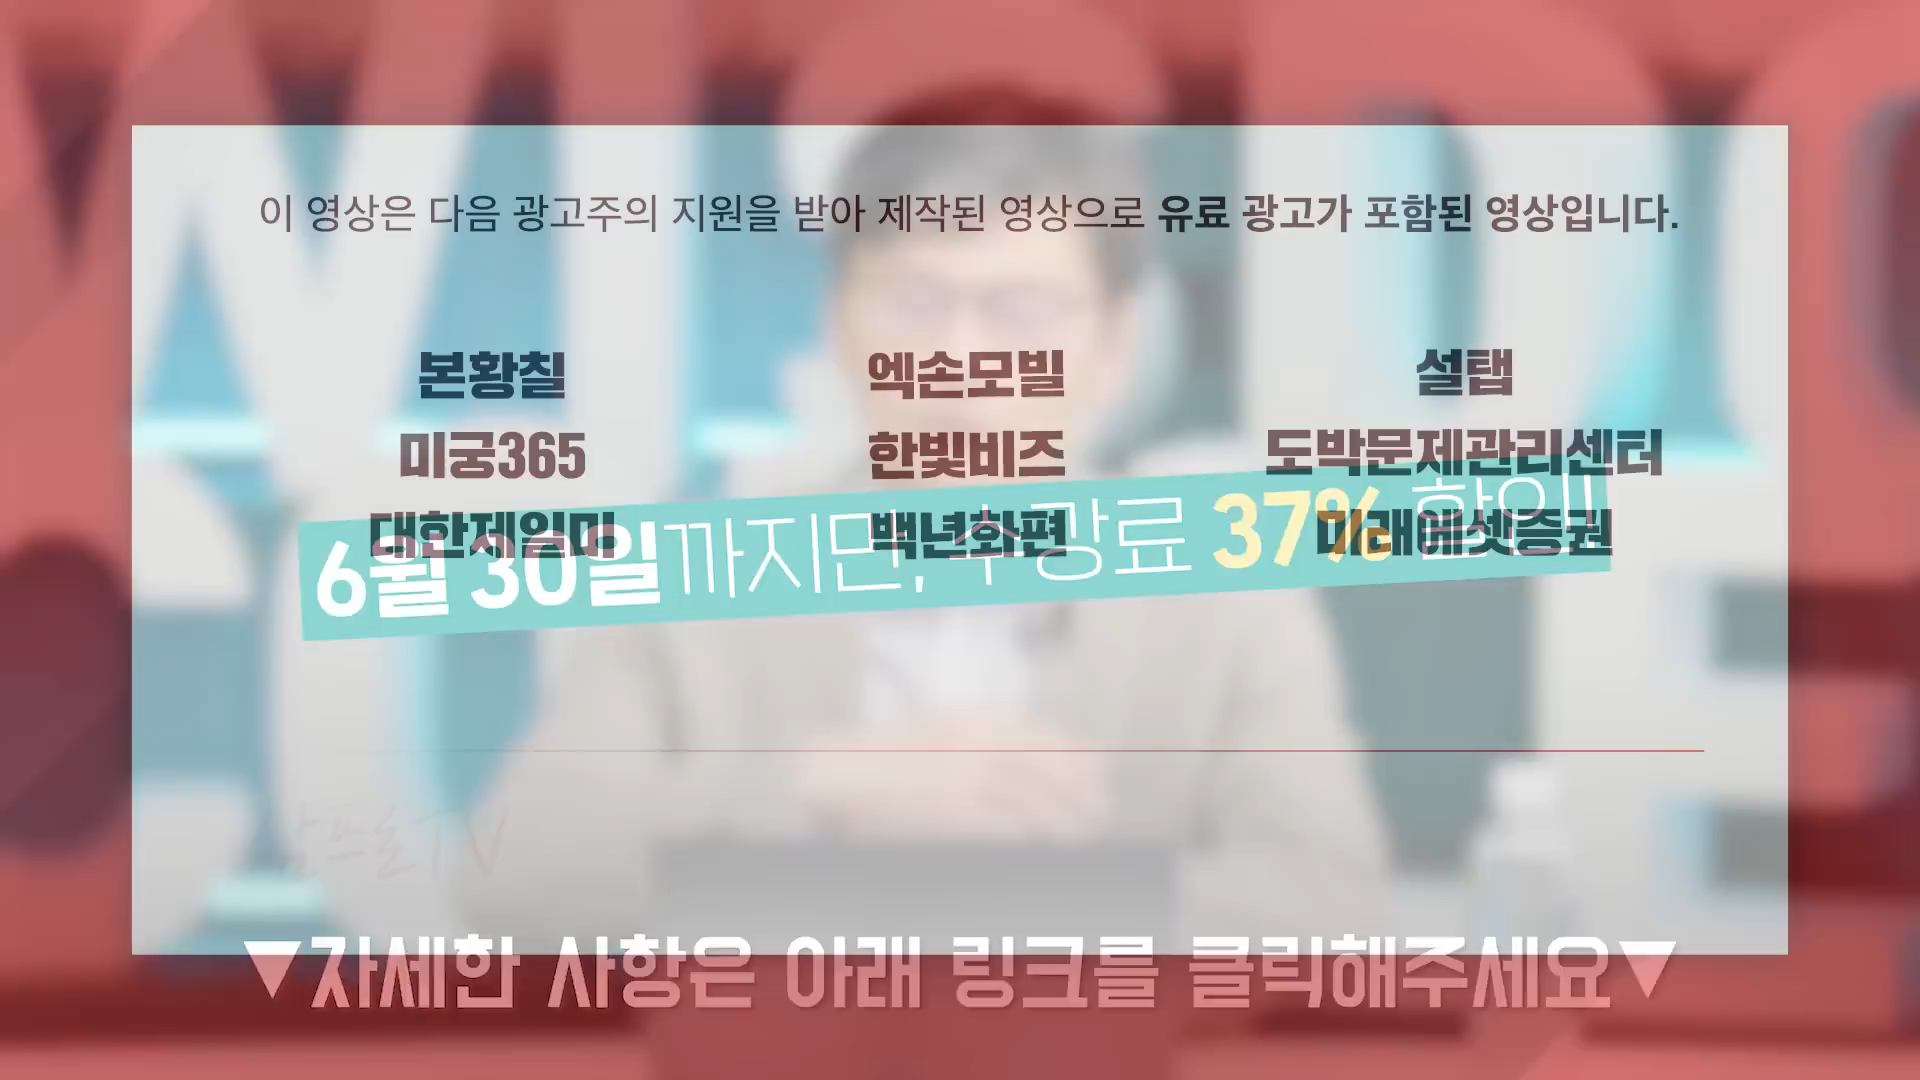 이 영상은 다음 광고주의 지원을 받아 제작된 영상으로 유료 광고가 포함된 영상입니다.
본황칠 엑손모빌 설탭
미궁365 한빛비즈 도박문제관리센터
대한제일미 백년화편 미래에셋증권
6월 30일까지만, 수강료 37% 할인!
삼프로TV
▼자세한 사항은 아래 링크를 클릭해주세요▼